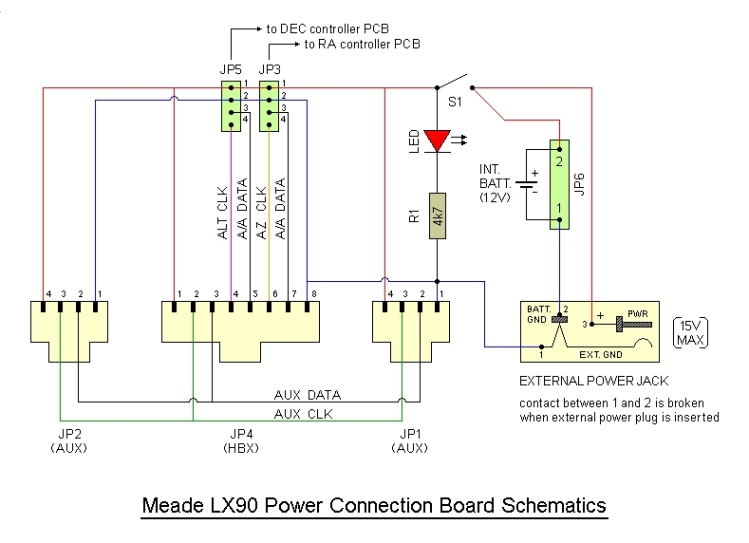 to DEC controller PCB
to RA controller PCB
JP5 JP3
1 1
2 2
3 3
4 4
S1
LED
R1
4k7
INT.
BATT.
(12V)
+
-
2
1
JP6
ALT CLK
A/A DATA
AZ CLK
A/A DATA
4 3 2 1
1 2 3 4 5 6 7 8
4 3 2 1
BATT.
GND
2
3
+
PWR
1
EXT. GND
15V
MAX
EXTERNAL POWER JACK
contact between 1 and 2 is broken
when external power plug is inserted
AUX DATA
AUX CLK
JP2
(AUX)
JP4
(HBX)
JP1
(AUX)
Meade LX90 Power Connection Board Schematics